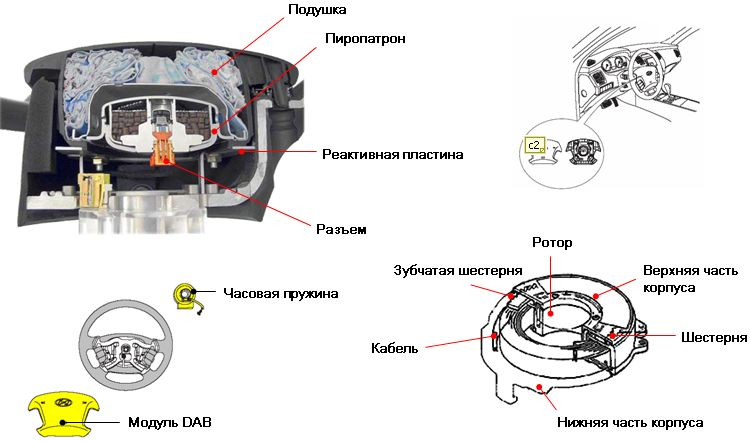 Подушка
Пиропатрон
Реактивная пластина
Разъем
c2
Часовая пружина
Модуль DAB
Ротор
Зубчатая шестерня
Верхняя часть
корпуса
Кабель
Шестерня
Нижняя часть корпуса